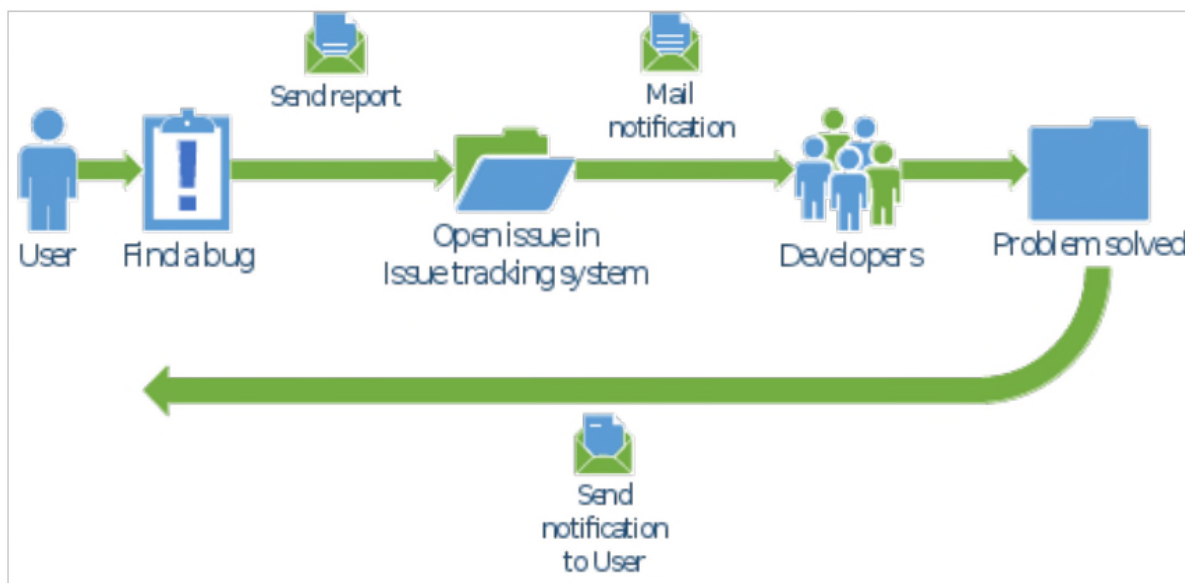 Send report
Mail
notification
User
Find a bug
Open issue in
Issue tracking system
Developers
Problem solved
Send
notification
to User